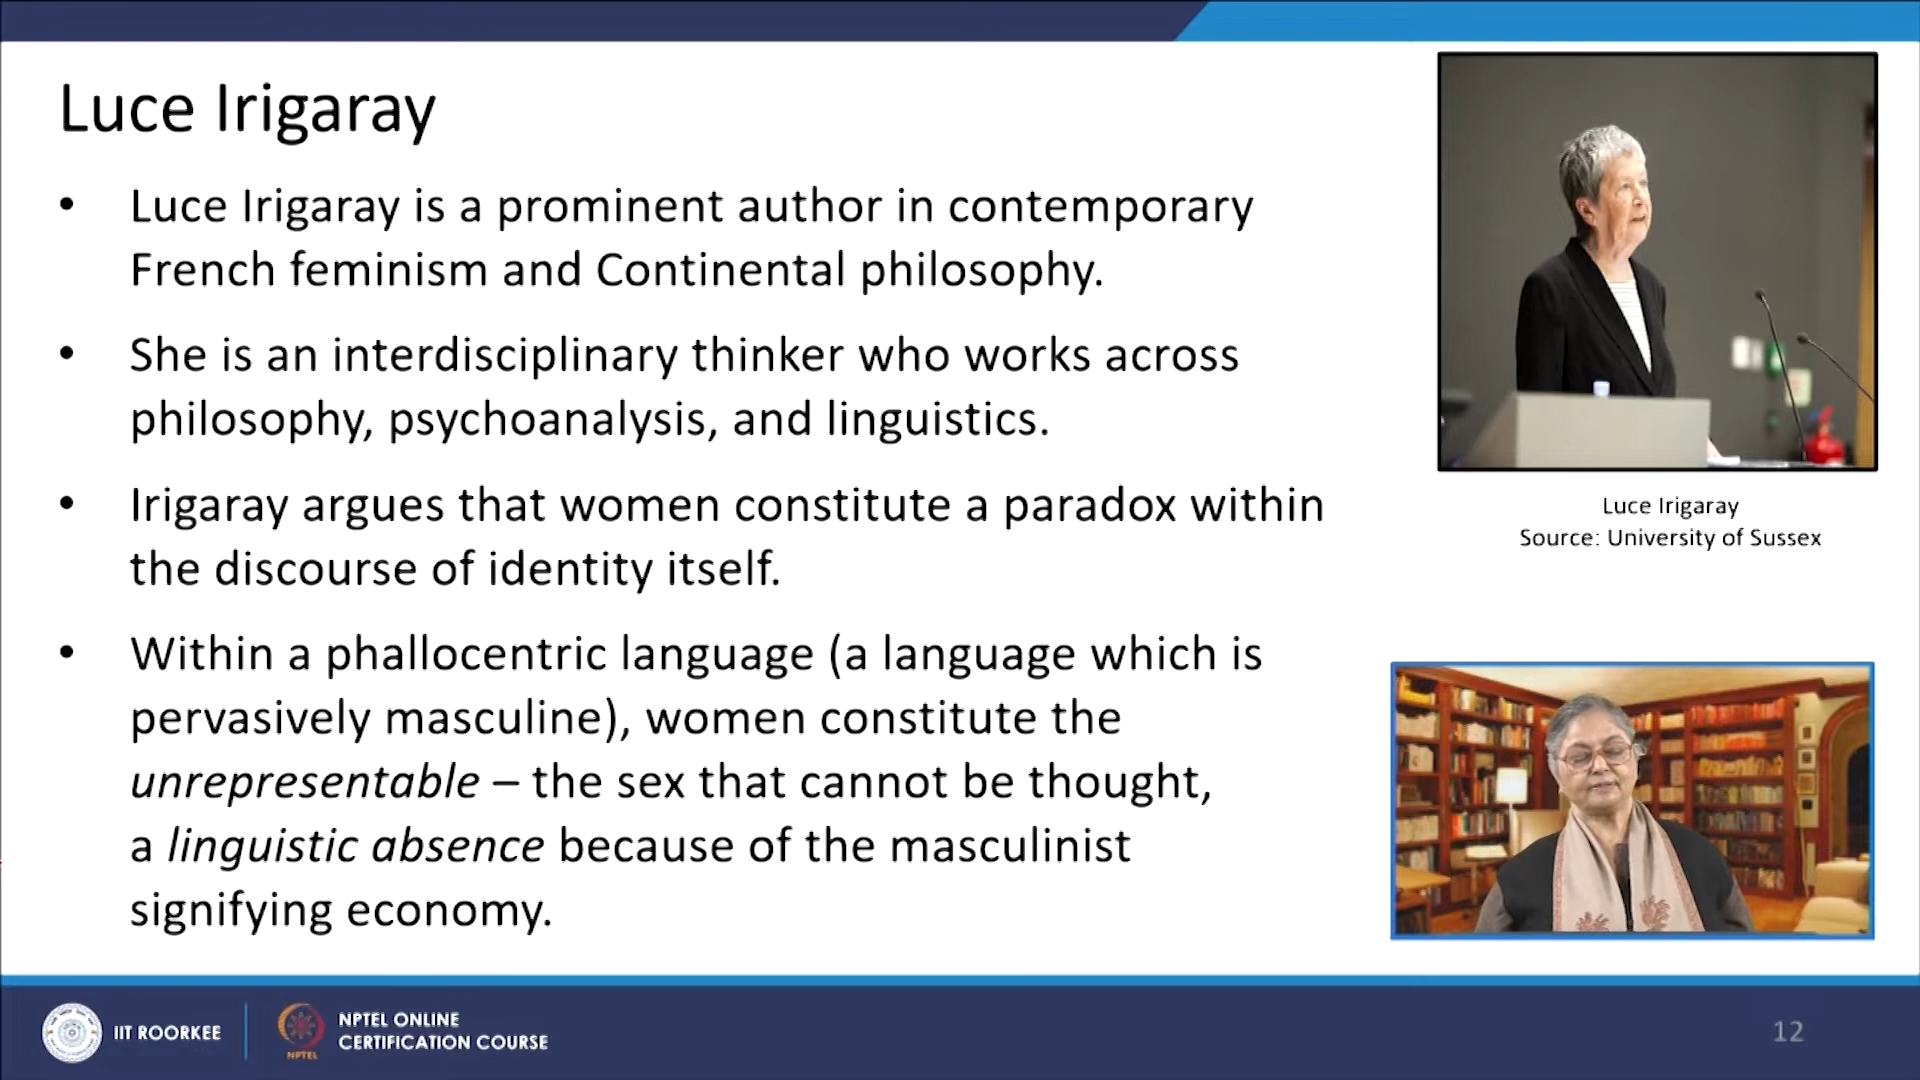 Luce Irigaray
• Luce Irigaray is a prominent author in contemporary
French feminism and Continental philosophy.
• She is an interdisciplinary thinker who works across
philosophy, psychoanalysis, and linguistics.
• Irigaray argues that women constitute a paradox within
the discourse of identity itself.
• Within a phallocentric language (a language which is
pervasively masculine), women constitute the
unrepresentable – the sex that cannot be thought,
a linguistic absence because of the masculinist
signifying economy.
Luce Irigaray
Source: University of Sussex
IIT ROORKEE
NPTEL
NPTEL ONLINE
CERTIFICATION COURSE
12